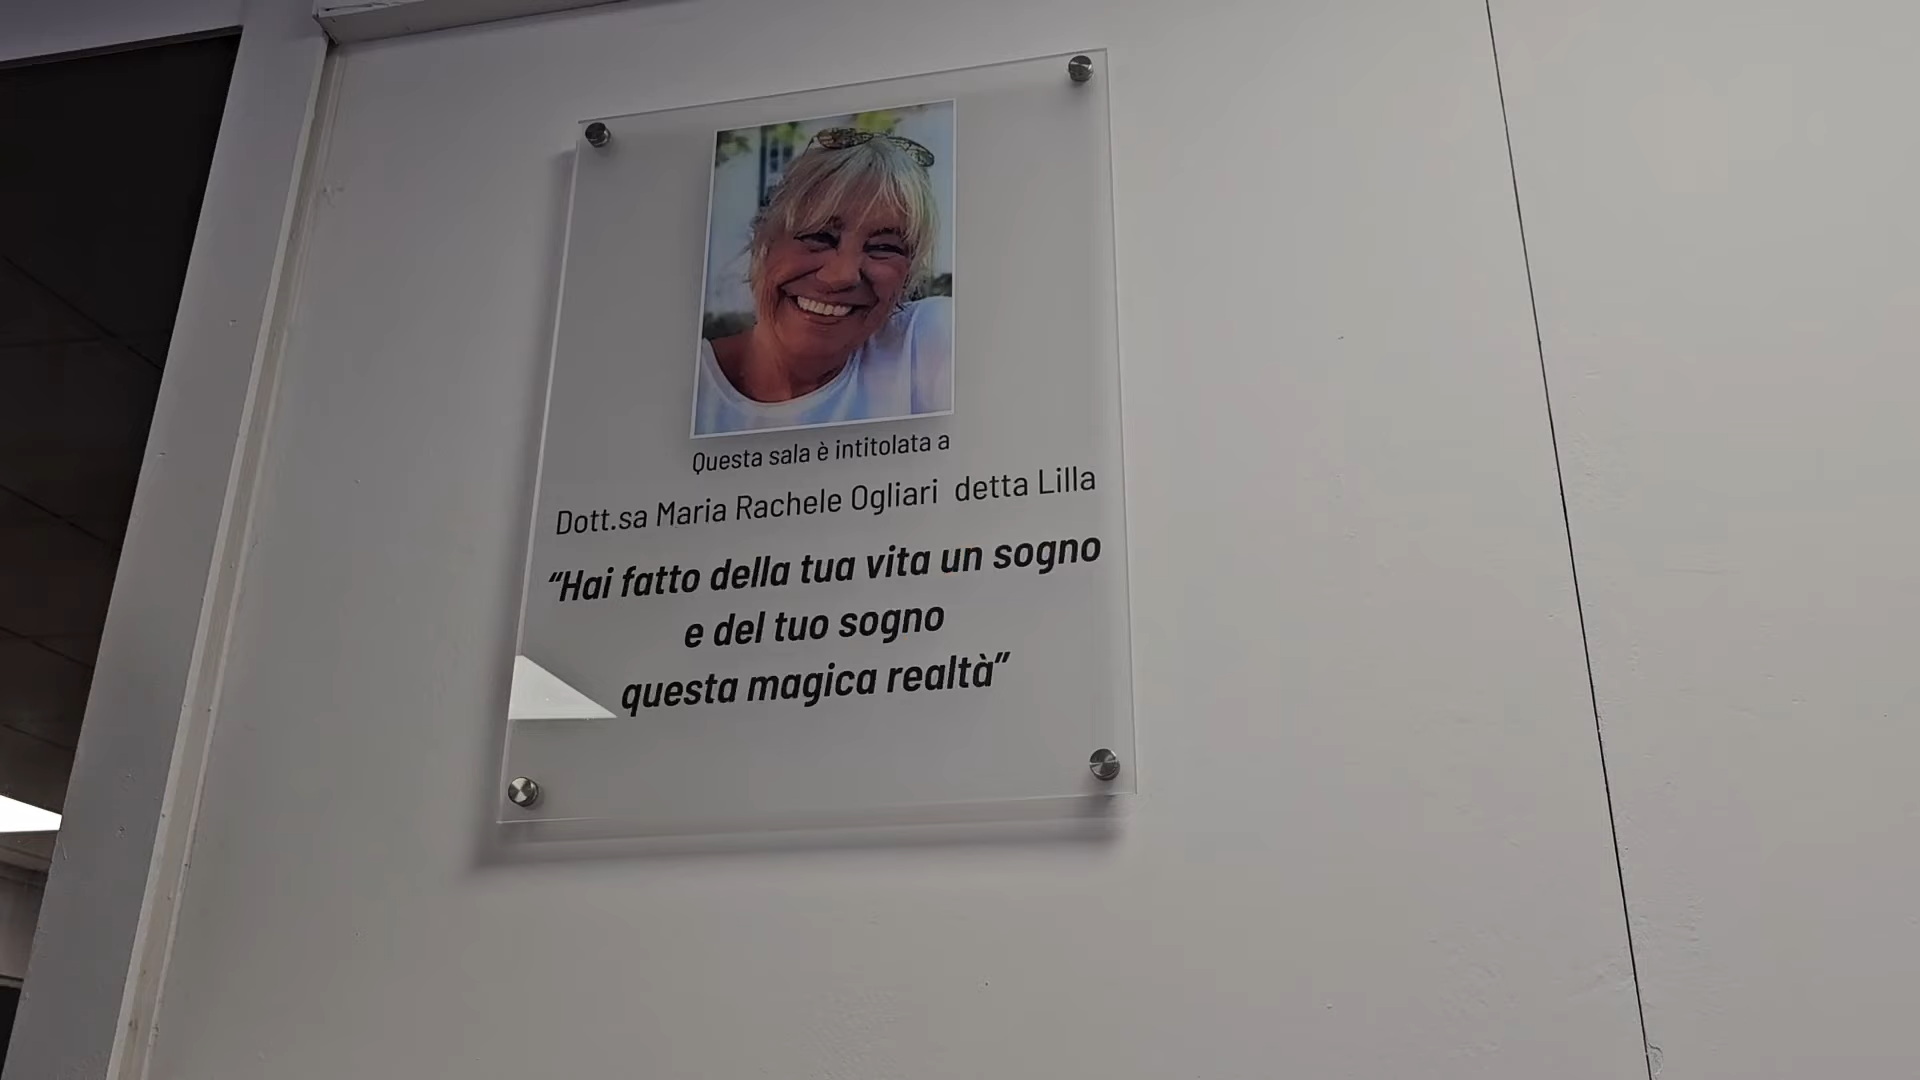 Questa sala è intitolata a
Dott.sa Maria Rachele Ogliari detta Lilla
“Hai fatto della tua vita un sogno
e del tuo sogno
questa magica realtà”